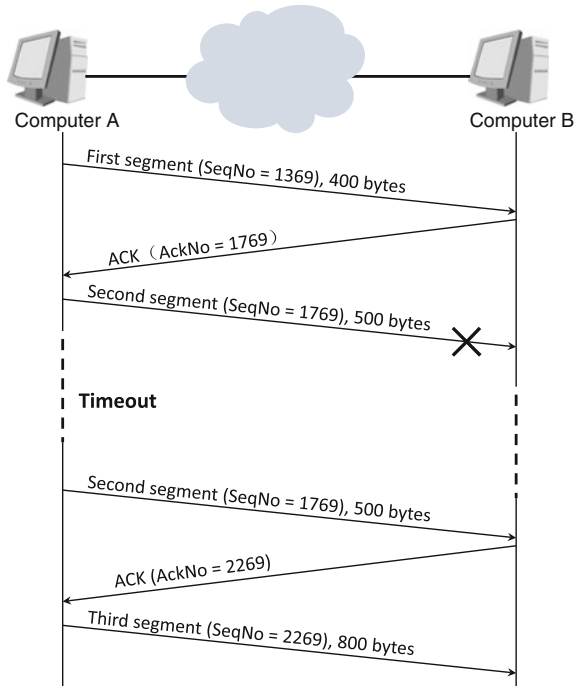 Computer A
Computer B
First segment (SeqNo = 1369), 400 bytes
ACK（AckNo = 1769）
Second segment (SeqNo = 1769), 500 bytes
Timeout
Second segment (SeqNo = 1769), 500 bytes
ACK (AckNo = 2269)
Third segment (SeqNo = 2269), 800 bytes